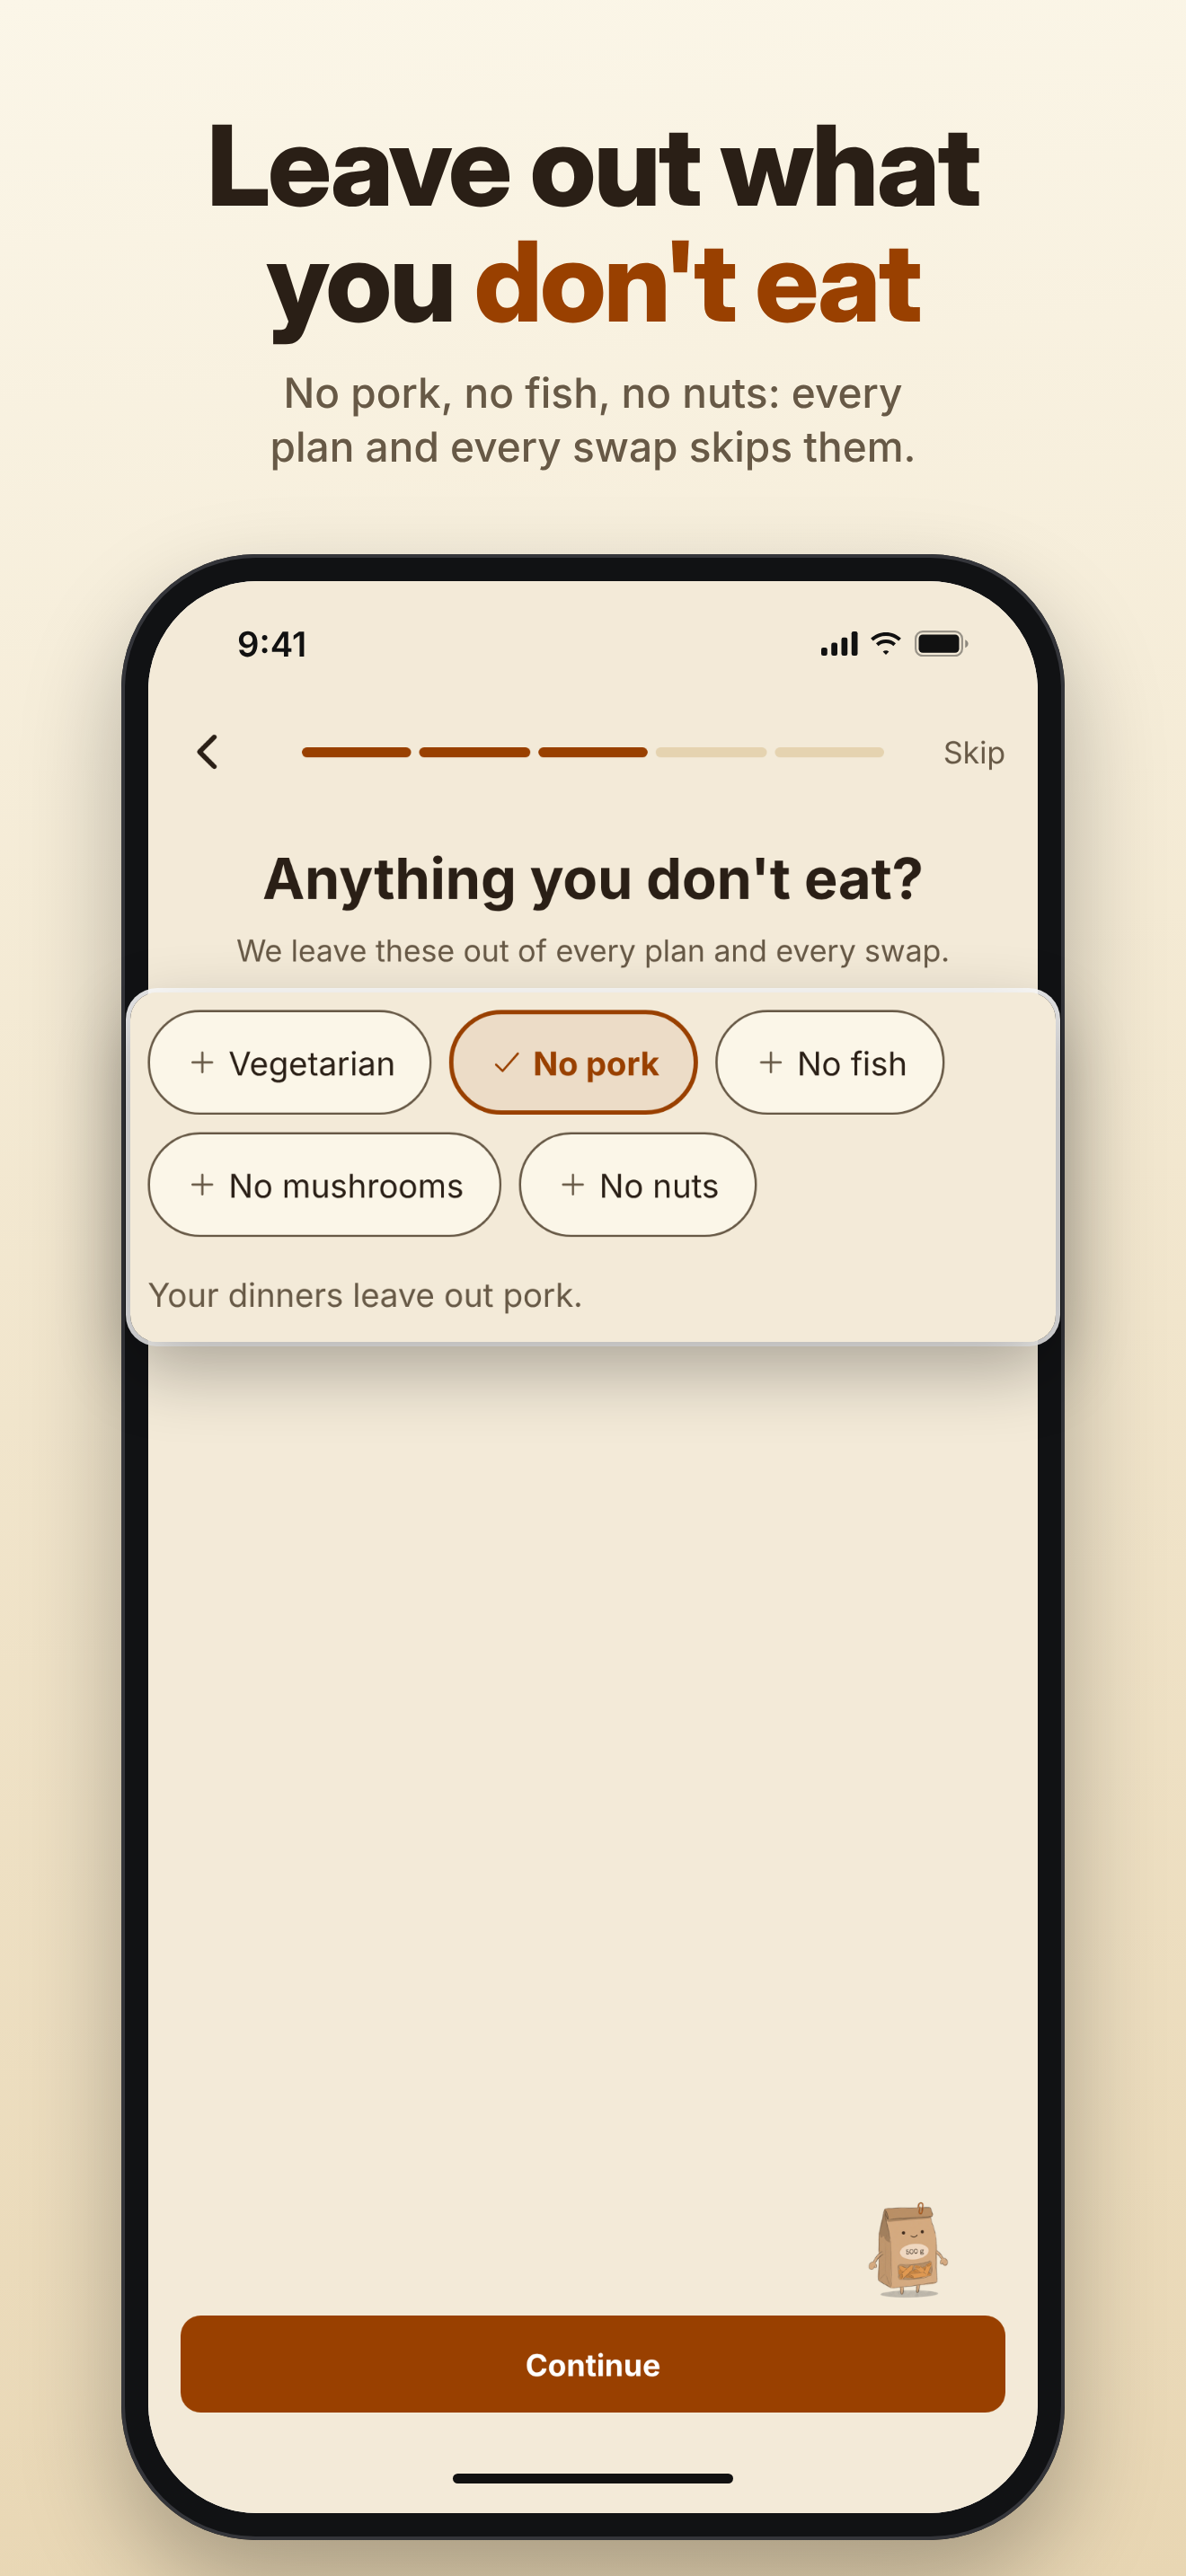 Leave out what
you don't eat
No pork, no fish, no nuts: every
plan and every swap skips them.
9:41
Skip
Anything you don't eat?
We leave these out of every plan and every swap.
Vegetarian
No pork
No fish
No mushrooms
No nuts
Your dinners leave out pork.
500 g
Continue